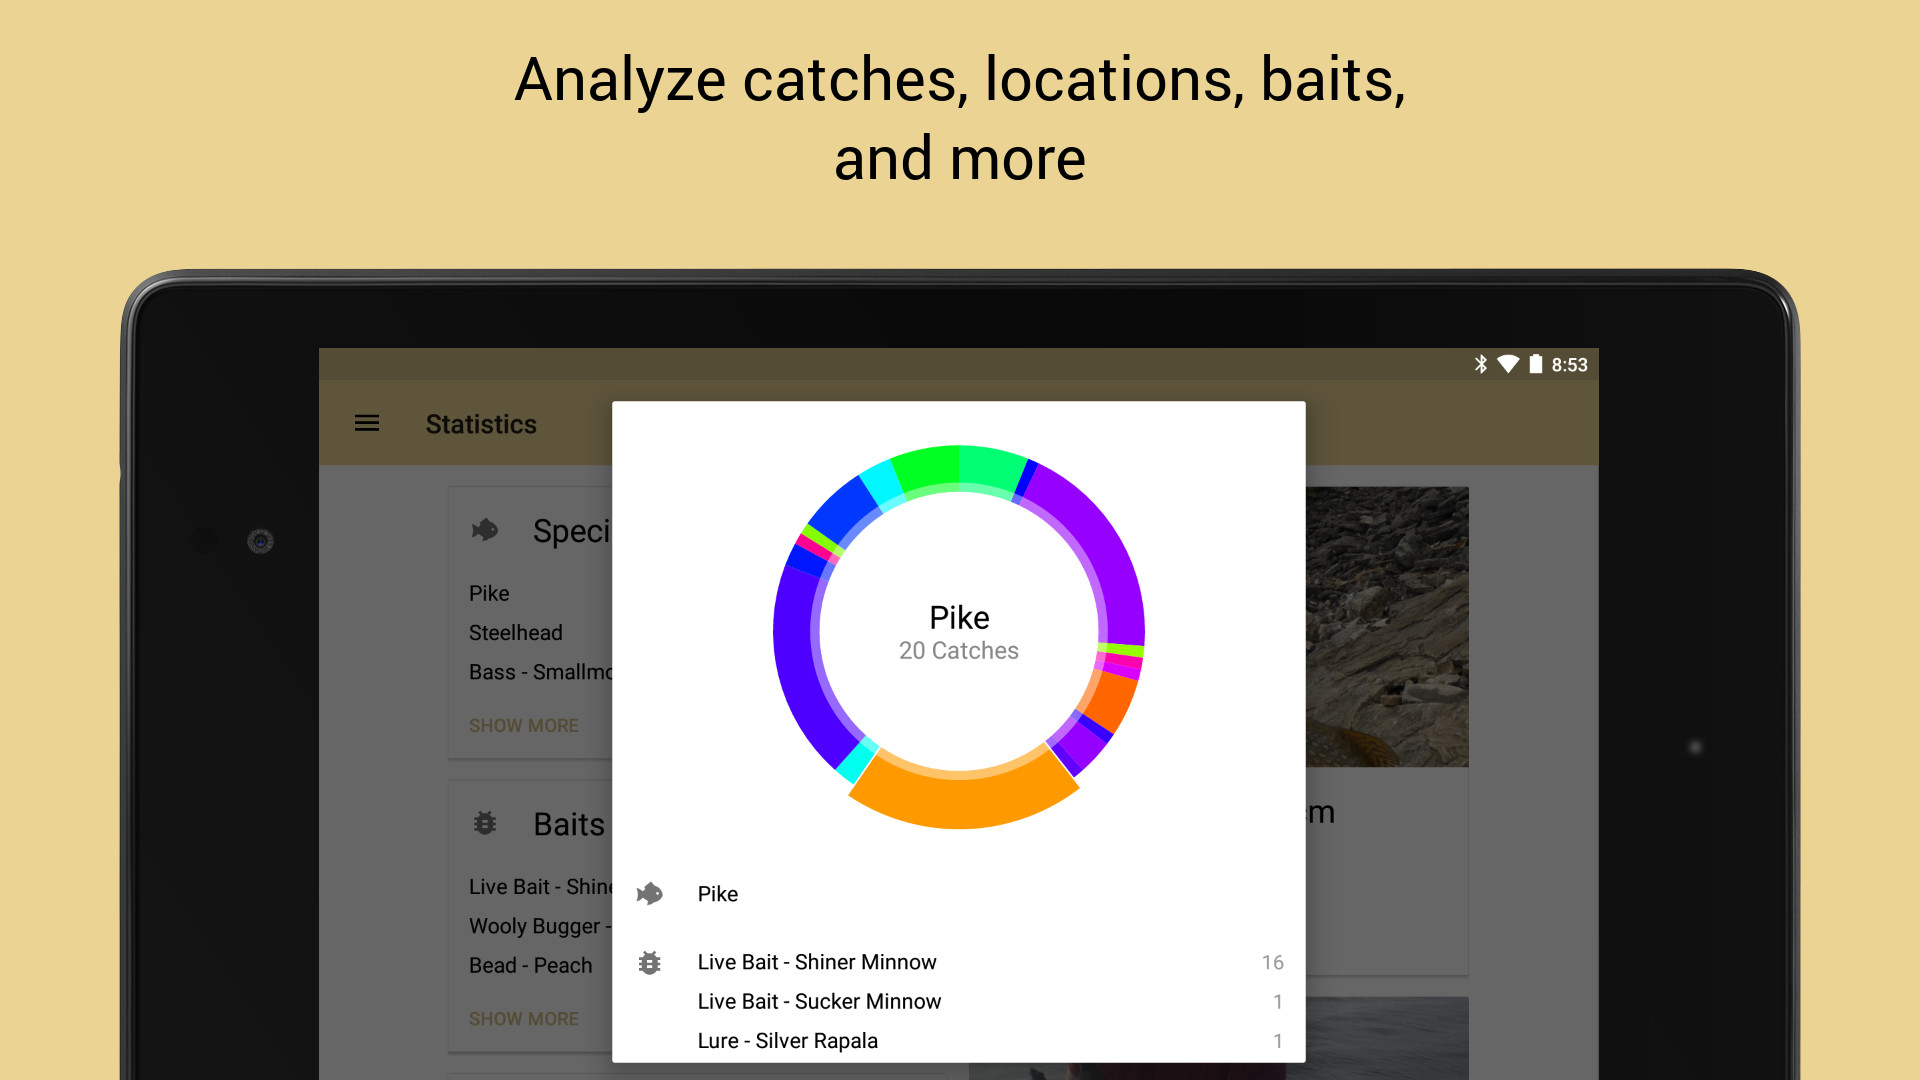 Analyze catches, locations, baits,
and more
8:53
Statistics
Speci
Pike
Steelhead
Bass - Smallmo
SHOW MORE
Pike
20 Catches
cm
Baits
Live Bait - Shine
Wooly Bugger -
Bead - Peach
SHOW MORE
Pike
Live Bait - Shiner Minnow 16
Live Bait - Sucker Minnow 1
Lure - Silver Rapala 1